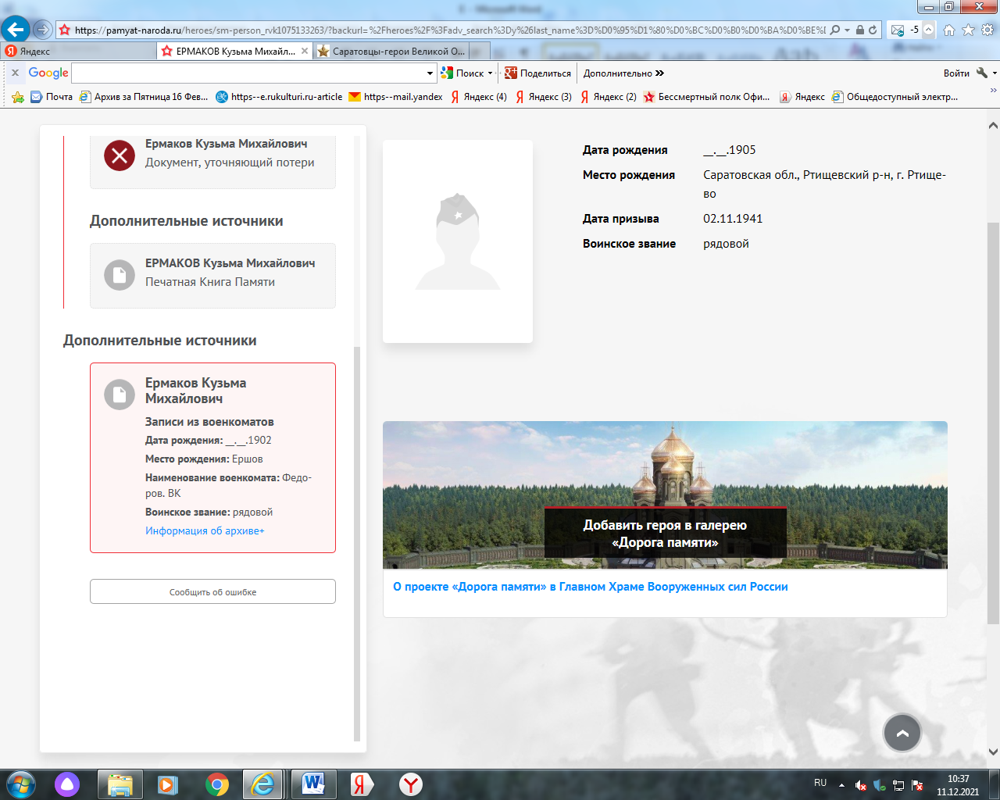 https://pamyat-naroda.ru/heroes/sm-person_rvk1075133263/?backurl=%2Fheroes%2F%3Fadv_search%3Dy%26last_name%3D%D0%95%D1%80%D0%BC%D0%B0%D0%BA%D0%BE%D
-5
Яндекс
ЕРМАКОВ Кузьма Михайл...
Саратовцы-герои Великой О...
Google
Поиск
Поделиться
Дополнительно
Войти
Почта
Архив за Пятница 16 Фев...
https--e.rukulturi.ru-article
https--mail.yandex
Яндекс (4)
Яндекс (3)
Яндекс (2)
Бессмертный полк Офи...
Яндекс
Общедоступный электр...
Ермаков Кузьма Михайлович
Документ, уточняющий потери
Дополнительные источники
ЕРМАКОВ Кузьма Михайлович
Печатная Книга Памяти
Дополнительные источники
Ермаков Кузьма
Михайлович
Записи из военкоматов
Дата рождения: __.__.1902
Место рождения: Ершов
Наименование военкомата: Федо-
ров. ВК
Воинское звание: рядовой
Информация об архиве+
Сообщить об ошибке
Дата рождения __.__.1905
Место рождения Саратовская обл., Ртищевский р-н, г. Ртище-
во
Дата призыва 02.11.1941
Воинское звание рядовой
Добавить героя в галерею
«Дорога памяти»
О проекте «Дорога памяти» в Главном Храме Вооруженных сил России
RU
10:37
11.12.2021